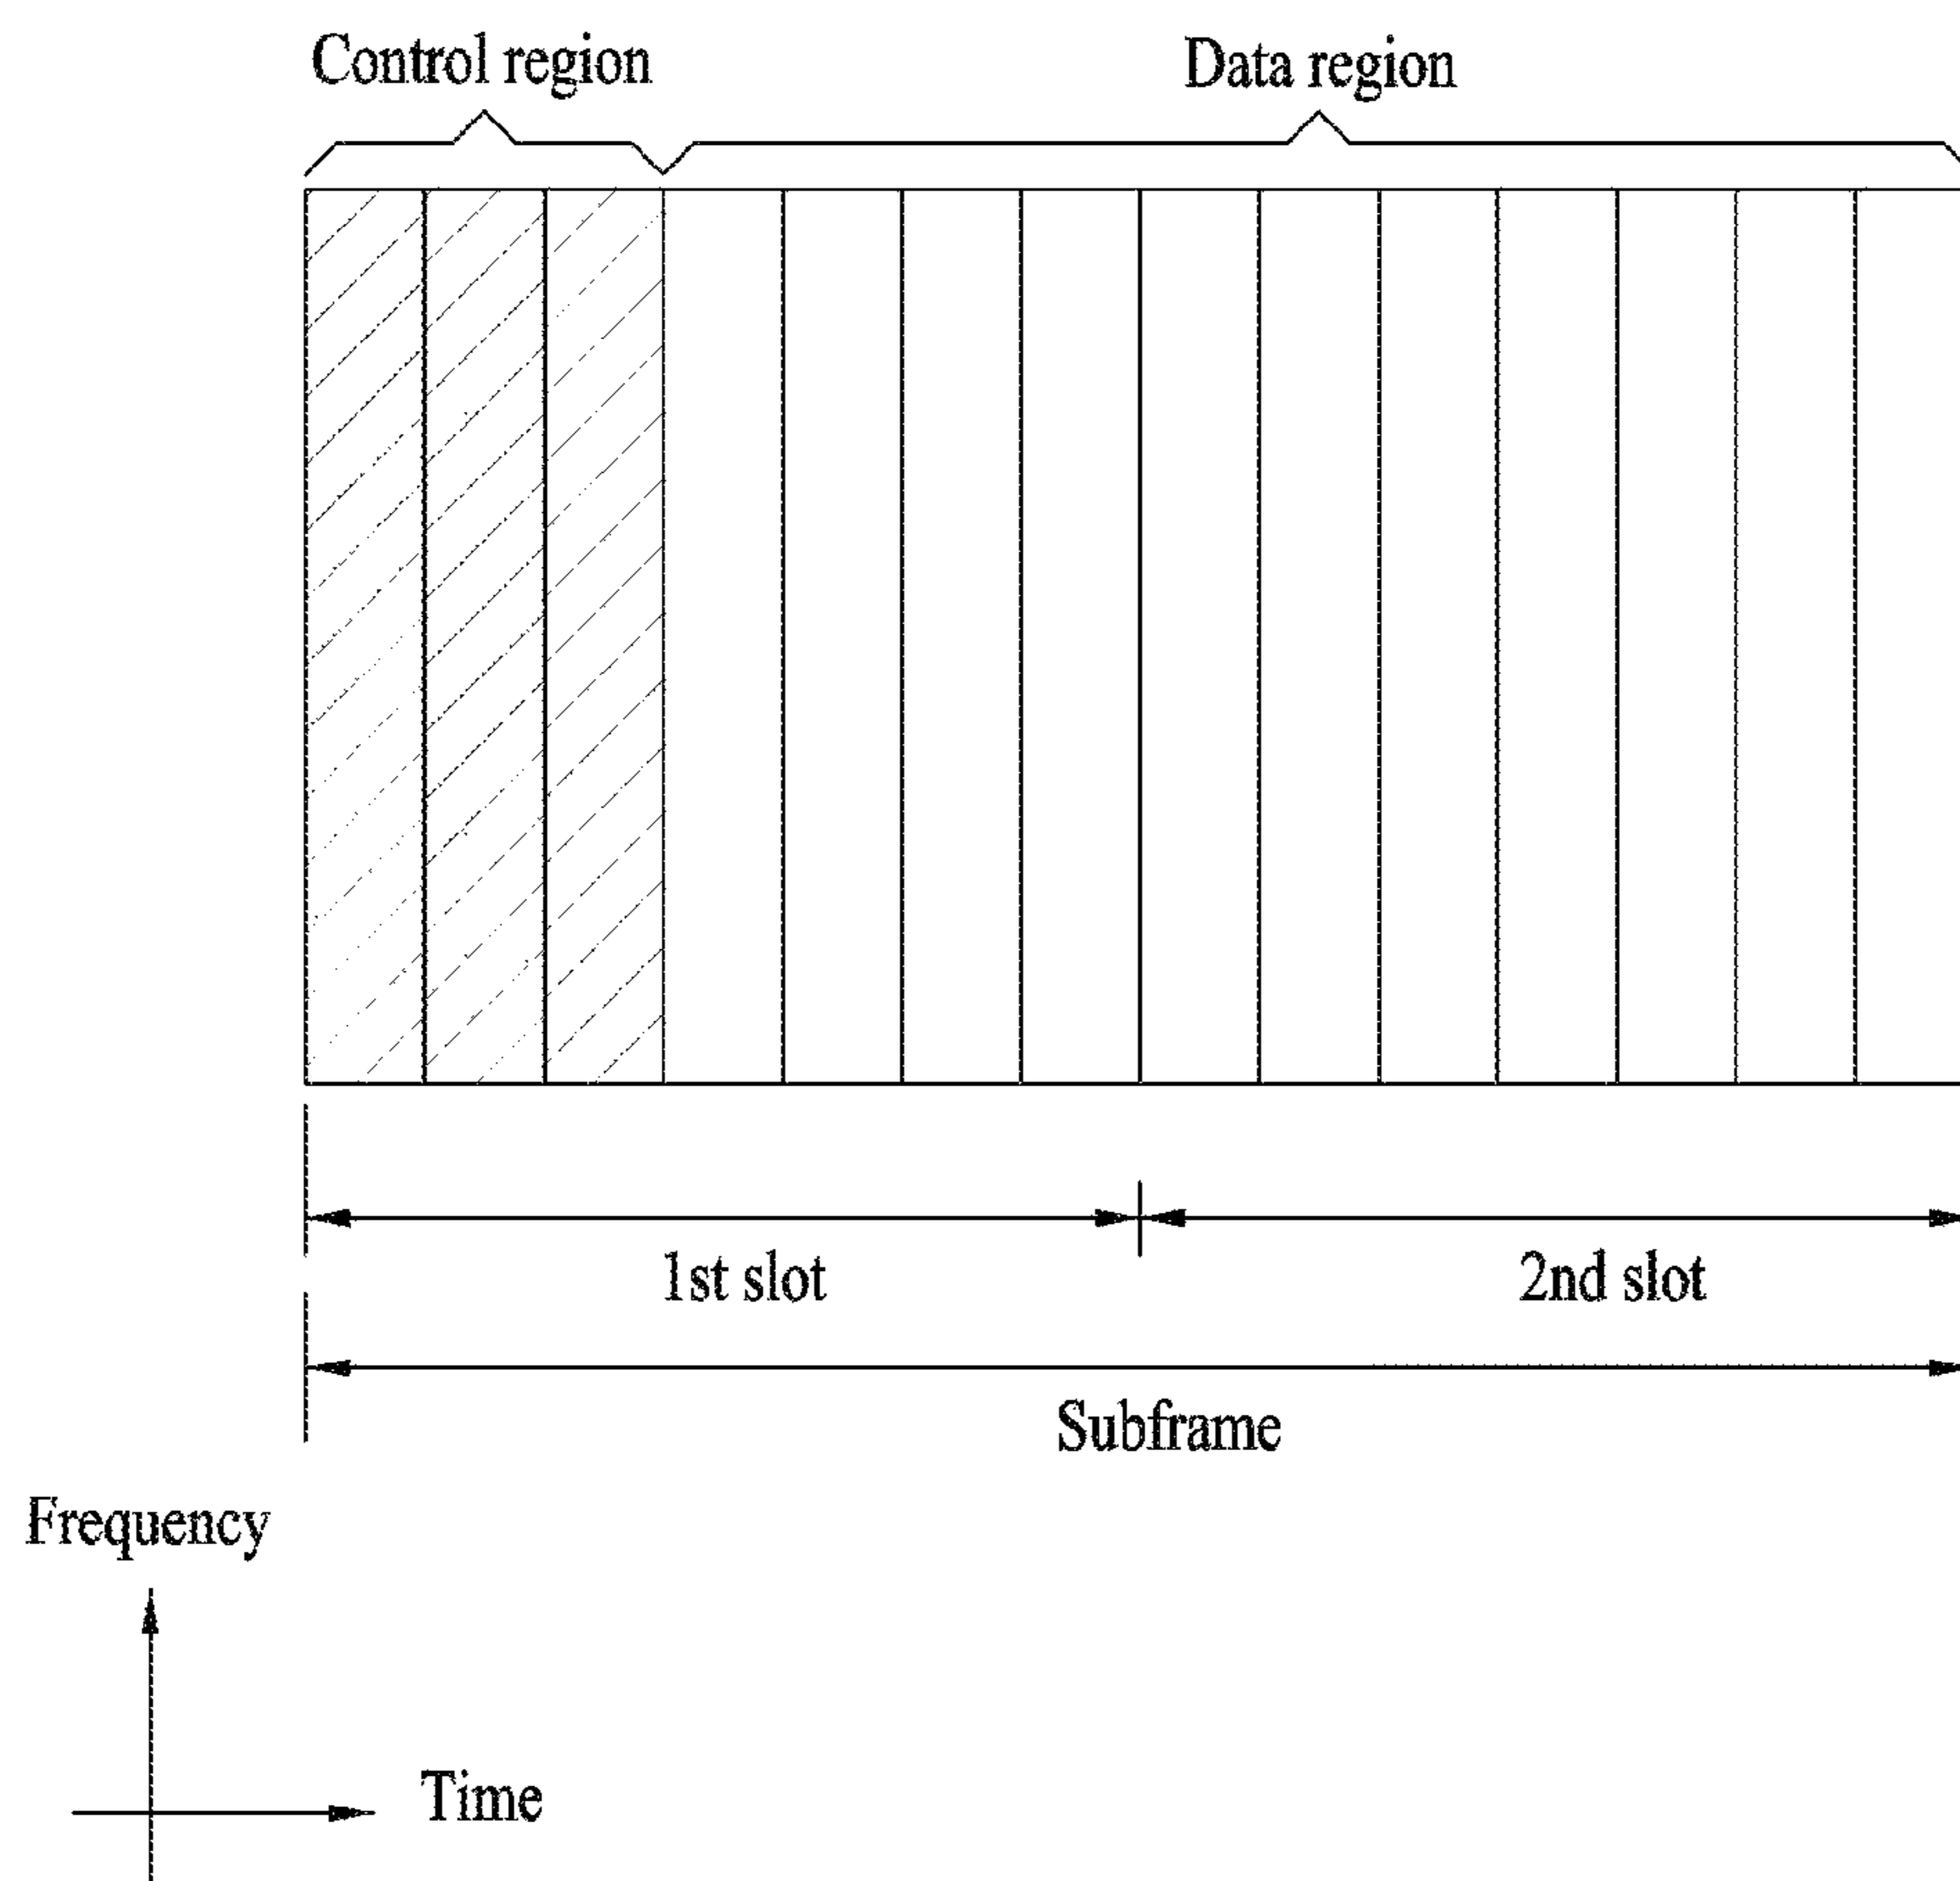 Control region
Data region
1st slot
2nd slot
Subframe
Frequency
Time